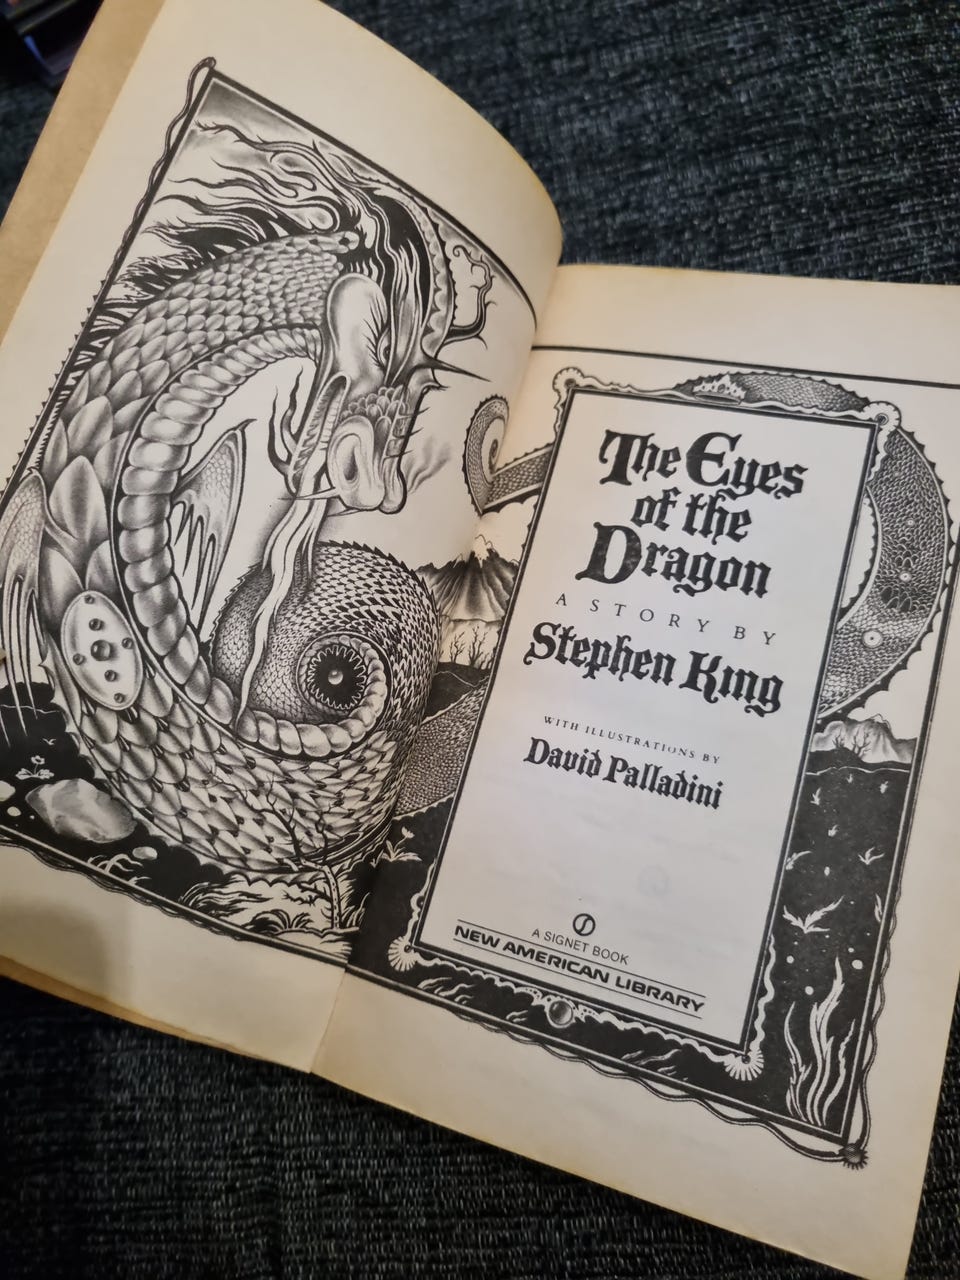 The Eyes
of the
Dragon
A STORY BY
Stephen King
WITH ILLUSTRATIONS BY
David Palladini
A SIGNET BOOK
NEW AMERICAN LIBRARY